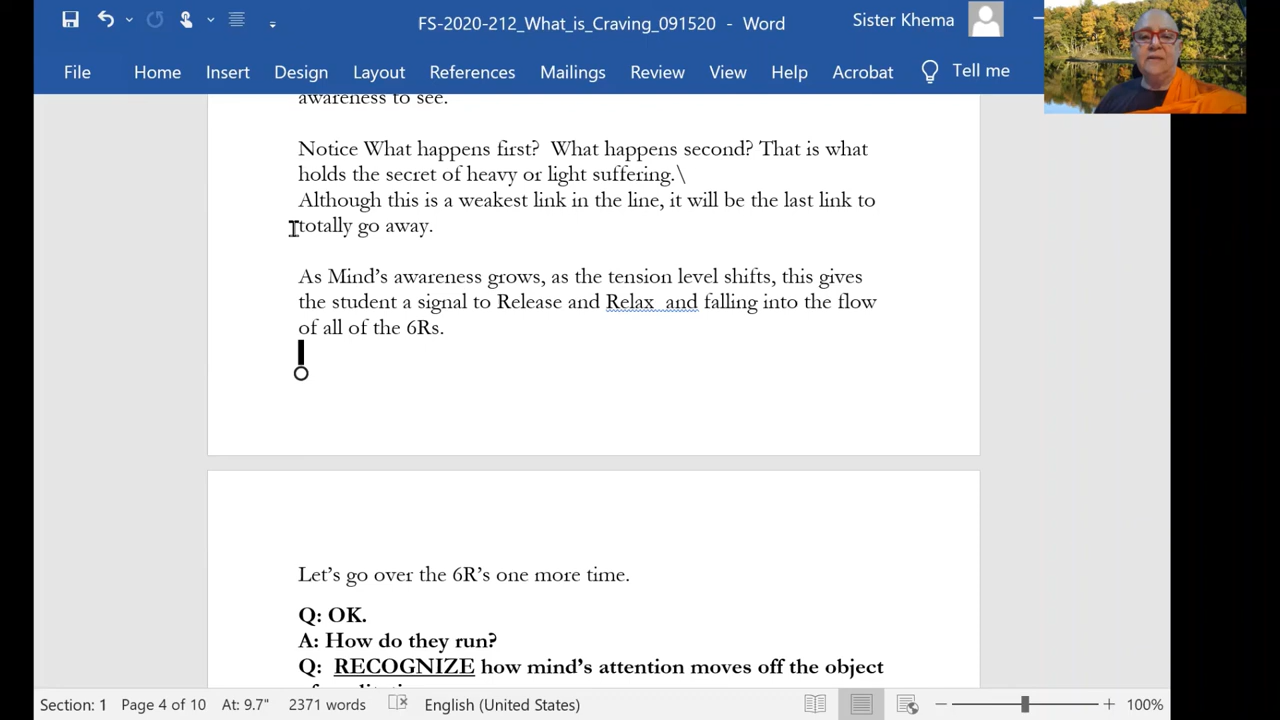 FS-2020-212_What_is_Craving_091520 - Word
Sister Khema
File Home Insert Design Layout References Mailings Review View Help Acrobat Tell me
awareness to see.
Notice What happens first?  What happens second? That is what
holds the secret of heavy or light suffering.\
Although this is a weakest link in the line, it will be the last link to
totally go away.
As Mind's awareness grows, as the tension level shifts, this gives
the student a signal to Release and Relax  and falling into the flow
of all of the 6Rs.
Let's go over the 6R's one more time.
Q: OK.
A: How do they run?
Q:  RECOGNIZE how mind's attention moves off the object
Section: 1 Page 4 of 10 At: 9.7" 2371 words English (United States) 100%